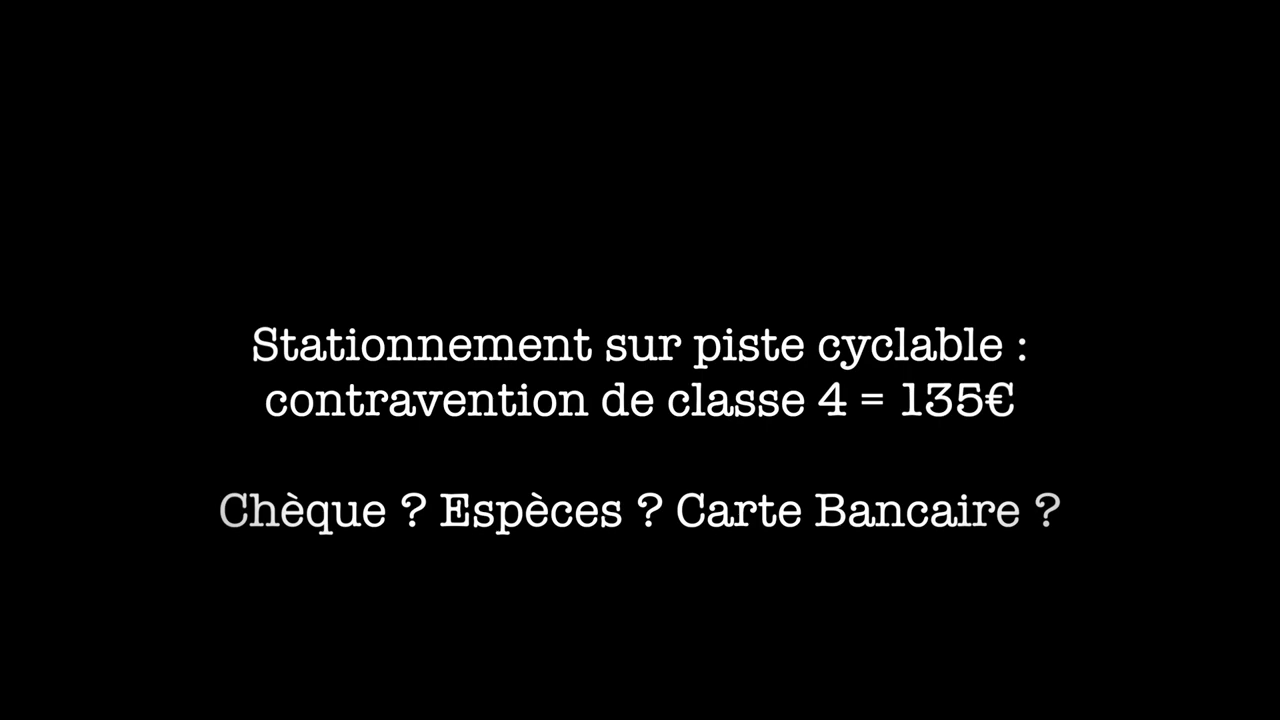 Stationnement sur piste cyclable :
contravention de classe 4 = 135€
Chèque ? Espèces ? Carte Bancaire ?